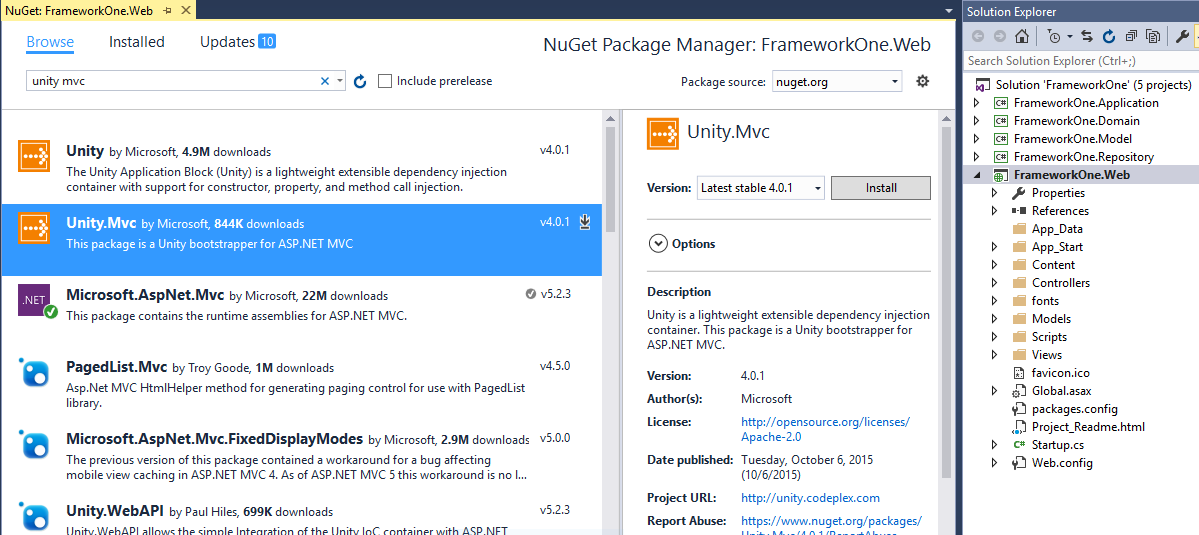 NuGet: FrameworkOne.Web
Browse Installed Updates 10
NuGet Package Manager: FrameworkOne.Web
unity mvc
Include prerelease
Package source: nuget.org
Unity by Microsoft, 4.9M downloads v4.0.1
The Unity Application Block (Unity) is a lightweight extensible dependency injection
container with support for constructor, property, and method call injection.
Unity.Mvc by Microsoft, 844K downloads v4.0.1
This package is a Unity bootstrapper for ASP.NET MVC
.NET
Microsoft.AspNet.Mvc by Microsoft, 22M downloads v5.2.3
This package contains the runtime assemblies for ASP.NET MVC.
PagedList.Mvc by Troy Goode, 1M downloads v4.5.0
Asp.Net MVC HtmlHelper method for generating paging control for use with PagedList
library.
Microsoft.AspNet.Mvc.FixedDisplayModes by Microsoft, 2.9M downloads v5.0.0
The previous version of this package contained a workaround for a bug affecting
mobile view caching in ASP.NET MVC 4. As of ASP.NET MVC 5 this workaround is no l...
Unity.WebAPI by Paul Hiles, 699K downloads v5.2.3
Unity.WebAPI allows the simple Integration of the Unity IoC container with ASP.NET
Unity.Mvc
Version: Latest stable 4.0.1 Install
Options
Description
Unity is a lightweight extensible dependency injection
container. This package is a Unity bootstrapper for
ASP.NET MVC.
Version: 4.0.1
Author(s): Microsoft
License: http://opensource.org/licenses/
Apache-2.0
Date published: Tuesday, October 6, 2015
(10/6/2015)
Project URL: http://unity.codeplex.com
Report Abuse: https://www.nuget.org/packages/
Unity.Mvc/4.0.1/ReportAbuse
Solution Explorer
Search Solution Explorer (Ctrl+;)
Solution 'FrameworkOne' (5 projects)
C# FrameworkOne.Application
C# FrameworkOne.Domain
C# FrameworkOne.Model
C# FrameworkOne.Repository
FrameworkOne.Web
Properties
References
App_Data
App_Start
Content
Controllers
fonts
Models
Scripts
Views
favicon.ico
Global.asax
packages.config
Project_Readme.html
C# Startup.cs
Web.config